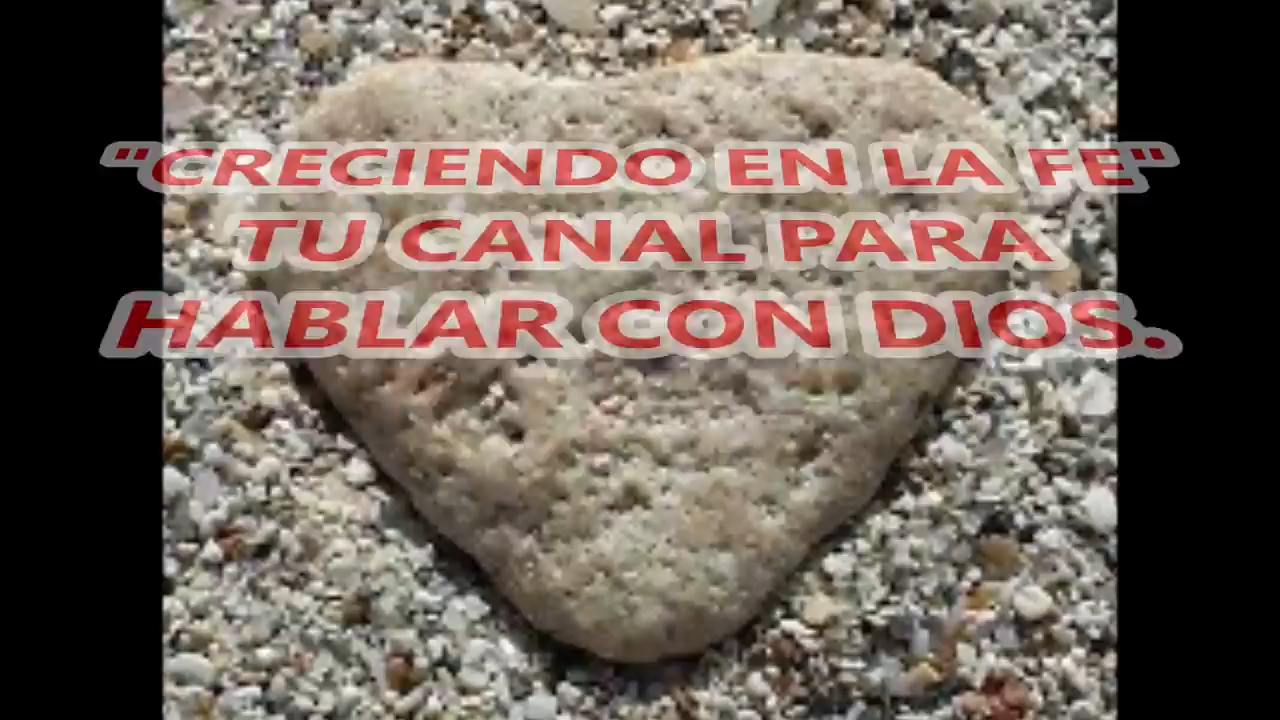 "CRECIENDO EN LA FE"
TU CANAL PARA
HABLAR CON DIOS.